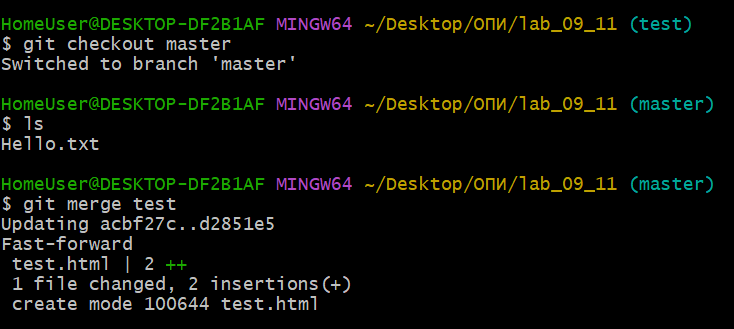 HomeUser@DESKTOP-DF2B1AF MINGW64 ~/Desktop/ОПИ/lab_09_11 (test)
$ git checkout master
Switched to branch 'master'
HomeUser@DESKTOP-DF2B1AF MINGW64 ~/Desktop/ОПИ/lab_09_11 (master)
$ ls
Hello.txt
HomeUser@DESKTOP-DF2B1AF MINGW64 ~/Desktop/ОПИ/lab_09_11 (master)
$ git merge test
Updating acbf27c..d2851e5
Fast-forward
 test.html | 2 ++
 1 file changed, 2 insertions(+)
 create mode 100644 test.html